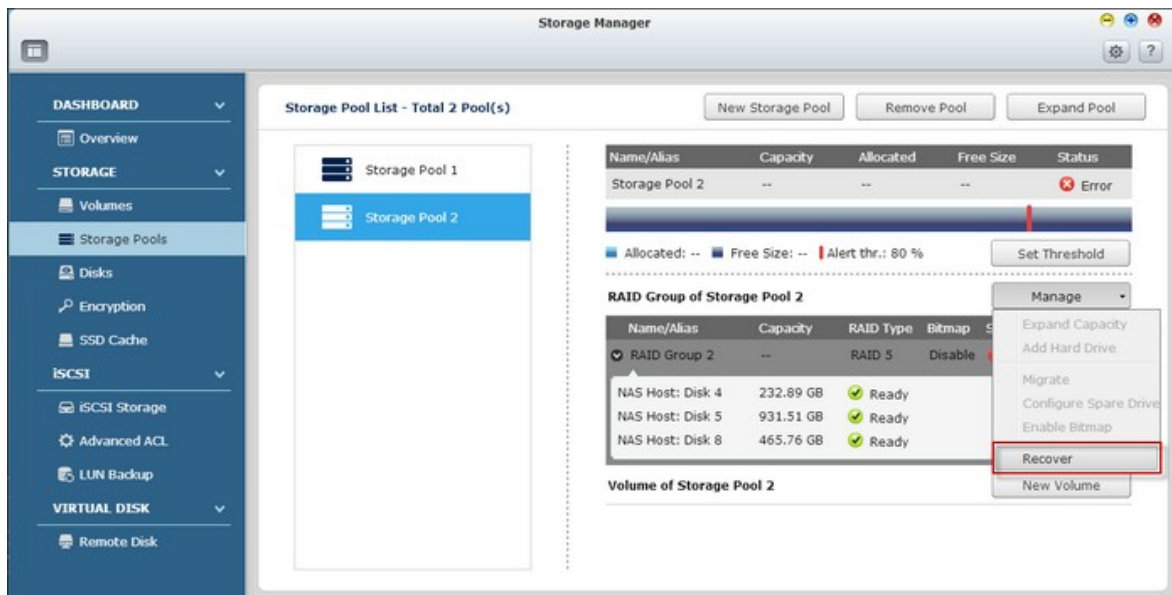 Storage Manager
?
DASHBOARD
Overview
STORAGE
Volumes
Storage Pools
Disks
Encryption
SSD Cache
iSCSI
iSCSI Storage
Advanced ACL
LUN Backup
VIRTUAL DISK
Remote Disk
Storage Pool List - Total 2 Pool(s)
New Storage Pool
Remove Pool
Expand Pool
Storage Pool 1
Storage Pool 2
Name/Alias Capacity Allocated Free Size Status
Storage Pool 2 -- -- -- Error
Allocated: -- Free Size: -- Alert thr.: 80 %
Set Threshold
RAID Group of Storage Pool 2
Manage
Name/Alias Capacity RAID Type Bitmap S
RAID Group 2 -- RAID 5 Disable
NAS Host: Disk 4 232.89 GB Ready
NAS Host: Disk 5 931.51 GB Ready
NAS Host: Disk 8 465.76 GB Ready
Expand Capacity
Add Hard Drive
Migrate
Configure Spare Drive
Enable Bitmap
Recover
Volume of Storage Pool 2
New Volume